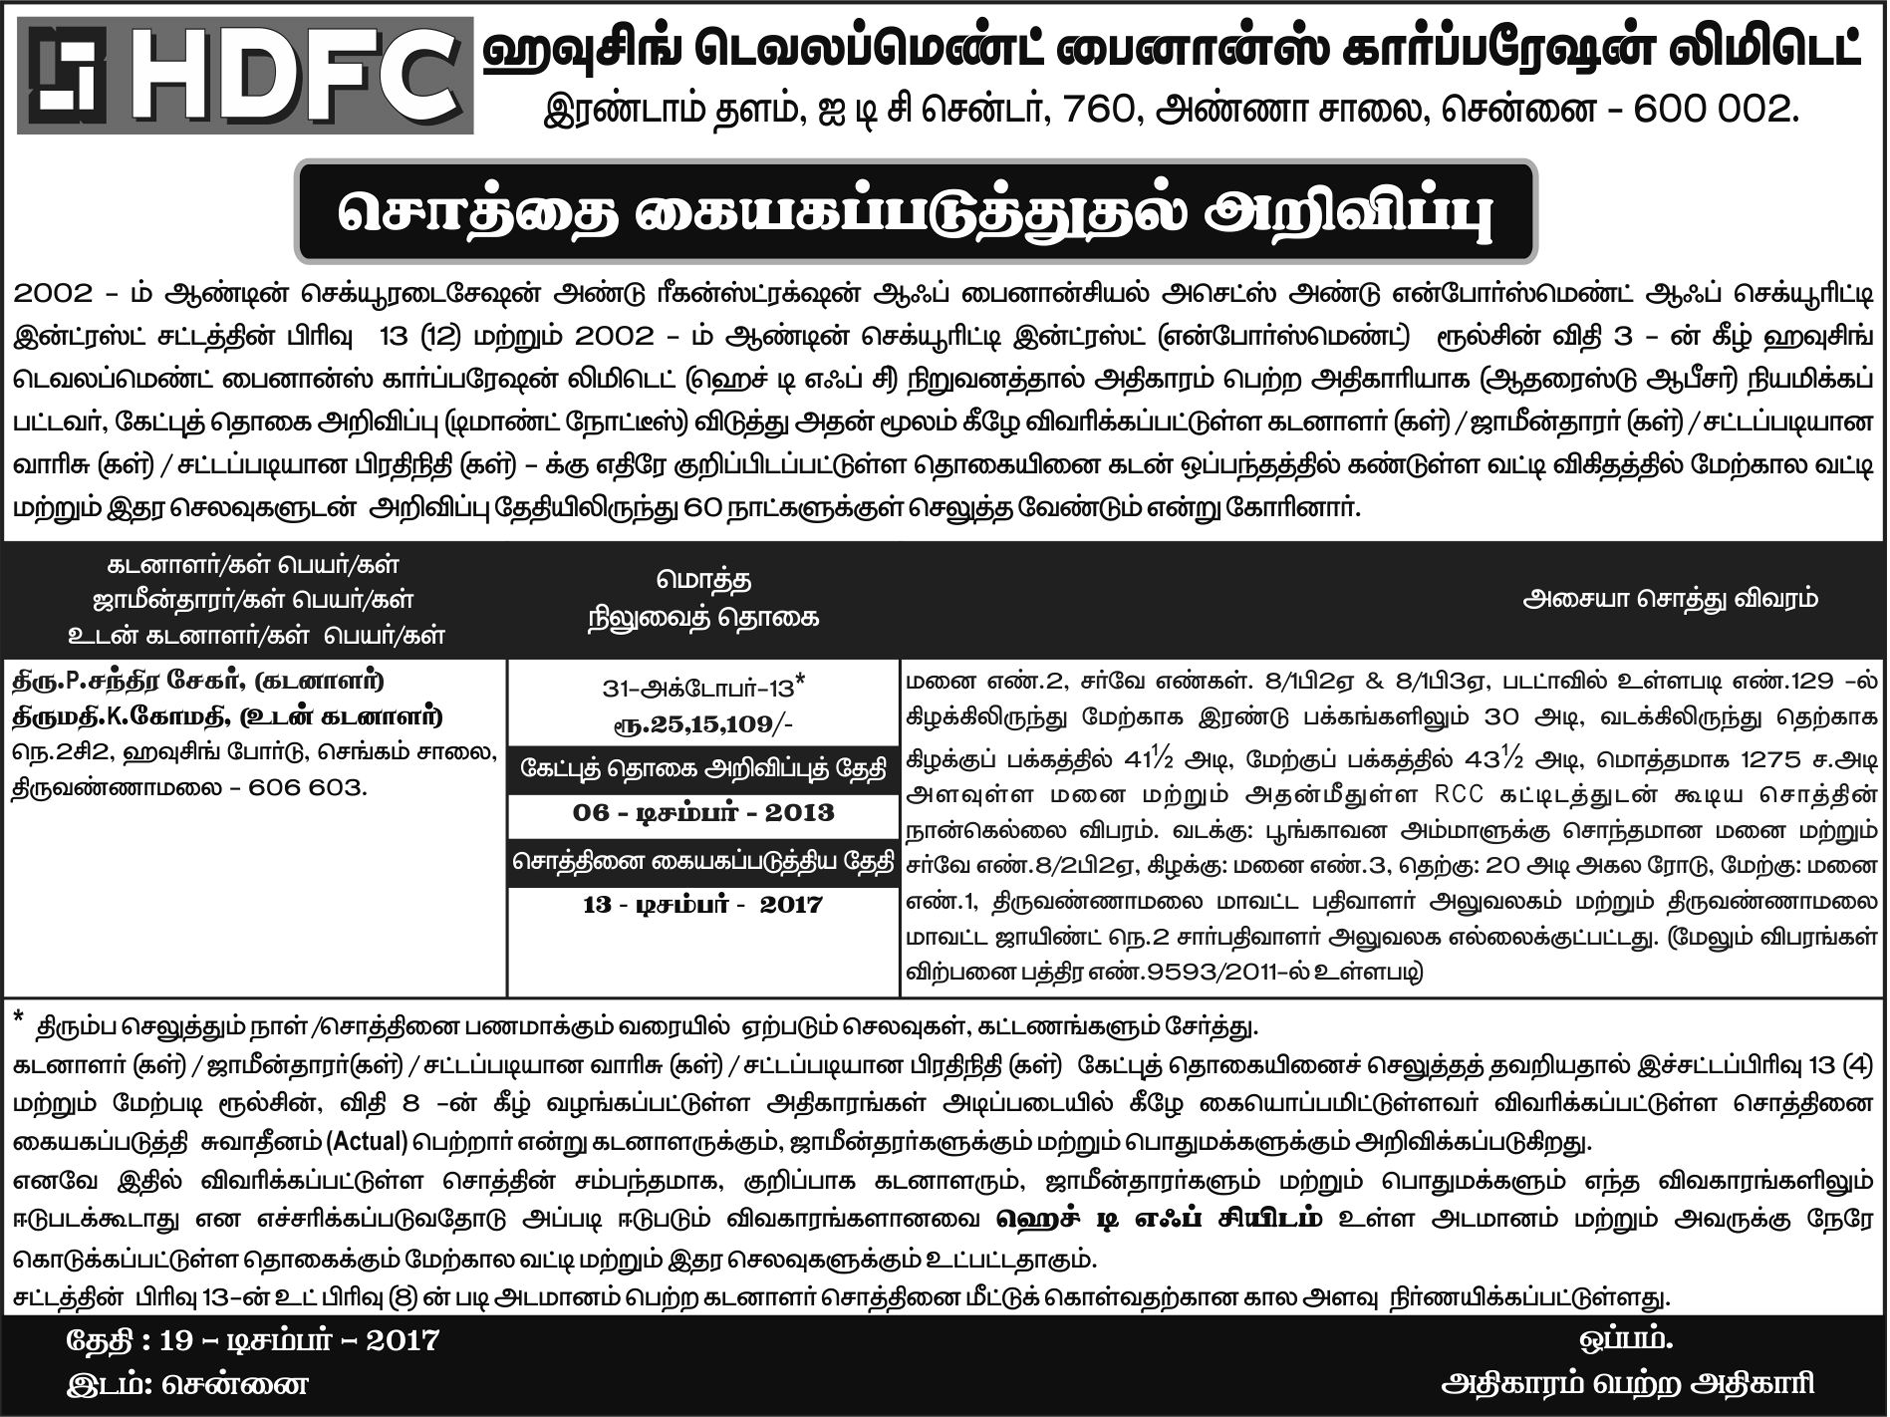 HDFC
ஹவுசிங் டெவலப்மெண்ட் பைனான்ஸ் கார்ப்பரேஷன் லிமிடெட்
இரண்டாம் தளம், ஐ டி சி சென்டர், 760, அண்ணா சாலை, சென்னை - 600 002.
சொத்தை கையகப்படுத்துதல் அறிவிப்பு
2002 - ம் ஆண்டின் செக்யூரடைசேஷன் அண்டு ரீகன்ஸ்ட்ரக்ஷன் ஆஃப் பைனான்சியல் அசெட்ஸ் அண்டு என்போர்ஸ்மெண்ட் ஆஃப் செக்யூரிட்டி
இன்ட்ரஸ்ட் சட்டத்தின் பிரிவு 13 (12) மற்றும் 2002 - ம் ஆண்டின் செக்யூரிட்டி இன்ட்ரஸ்ட் (என்போர்ஸ்மெண்ட்) ரூல்சின் விதி 3 - ன் கீழ் ஹவுசிங்
டெவலப்மெண்ட் பைனான்ஸ் கார்ப்பரேஷன் லிமிடெட் (ஹெச் டி எஃப் சி) நிறுவனத்தால் அதிகாரம் பெற்ற அதிகாரியாக (ஆதரைஸ்டு ஆபீசர்) நியமிக்கப்
பட்டவர், கேட்புத் தொகை அறிவிப்பு (டிமாண்ட் நோட்டீஸ்) விடுத்து அதன் மூலம் கீழே விவரிக்கப்பட்டுள்ள கடனாளர் (கள்) / ஜாமீன்தாரர் (கள்) / சட்டப்படியான
வாரிசு (கள்) / சட்டப்படியான பிரதிநிதி (கள்) - க்கு எதிரே குறிப்பிடப்பட்டுள்ள தொகையினை கடன் ஒப்பந்தத்தில் கண்டுள்ள வட்டி விகிதத்தில் மேற்கால வட்டி
மற்றும் இதர செலவுகளுடன் அறிவிப்பு தேதியிலிருந்து 60 நாட்களுக்குள் செலுத்த வேண்டும் என்று கோரினார்.
கடனாளர்/கள் பெயர்/கள்
ஜாமீன்தாரர்/கள் பெயர்/கள்
உடன் கடனாளர்/கள் பெயர்/கள்
மொத்த
நிலுவைத் தொகை
அசையா சொத்து விவரம்
திரு.P.சந்திர சேகர், (கடனாளர்)
திருமதி.K.கோமதி, (உடன் கடனாளர்)
நெ.2சி2, ஹவுசிங் போர்டு, செங்கம் சாலை,
திருவண்ணாமலை - 606 603.
31-அக்டோபர்-13*
ரூ.25,15,109/-
கேட்புத் தொகை அறிவிப்புத் தேதி
06 - டிசம்பர் - 2013
சொத்தினை கையகப்படுத்திய தேதி
13 - டிசம்பர் - 2017
மனை எண்.2, சர்வே எண்கள். 8/1பி2ஏ & 8/1பி3ஏ, படடாவில் உள்ளபடி எண்.129 -ல்
கிழக்கிலிருந்து மேற்காக இரண்டு பக்கங்களிலும் 30 அடி, வடக்கிலிருந்து தெற்காக
கிழக்குப் பக்கத்தில் 41½ அடி, மேற்குப் பக்கத்தில் 43½ அடி, மொத்தமாக 1275 ச.அடி
அளவுள்ள மனை மற்றும் அதன்மீதுள்ள RCC கட்டிடத்துடன் கூடிய சொத்தின்
நான்கெல்லை விபரம். வடக்கு: பூங்காவன அம்மாளுக்கு சொந்தமான மனை மற்றும்
சர்வே எண்.8/2பி2ஏ, கிழக்கு: மனை எண்.3, தெற்கு: 20 அடி அகல ரோடு, மேற்கு: மனை
எண்.1, திருவண்ணாமலை மாவட்ட பதிவாளர் அலுவலகம் மற்றும் திருவண்ணாமலை
மாவட்ட ஜாயிண்ட் நெ.2 சார்பதிவாளர் அலுவலக எல்லைக்குட்பட்டது. (மேலும் விபரங்கள்
விற்பனை பத்திர எண்.9593/2011-ல் உள்ளபடி)
* திரும்ப செலுத்தும் நாள் /சொத்தினை பணமாக்கும் வரையில் ஏற்படும் செலவுகள், கட்டணங்களும் சேர்த்து.
கடனாளர் (கள்) / ஜாமீன்தாரர்(கள்) / சட்டப்படியான வாரிசு (கள்) / சட்டப்படியான பிரதிநிதி (கள்) கேட்புத் தொகையினைச் செலுத்தத் தவறியதால் இச்சட்டப்பிரிவு 13 (4)
மற்றும் மேற்படி ரூல்சின், விதி 8 -ன் கீழ் வழங்கப்பட்டுள்ள அதிகாரங்கள் அடிப்படையில் கீழே கையொப்பமிட்டுள்ளவர் விவரிக்கப்பட்டுள்ள சொத்தினை
கையகப்படுத்தி சுவாதீனம் (Actual) பெற்றார் என்று கடனாளருக்கும், ஜாமீன்தரர்களுக்கும் மற்றும் பொதுமக்களுக்கும் அறிவிக்கப்படுகிறது.
எனவே இதில் விவரிக்கப்பட்டுள்ள சொத்தின் சம்பந்தமாக, குறிப்பாக கடனாளரும், ஜாமீன்தாரர்களும் மற்றும் பொதுமக்களும் எந்த விவகாரங்களிலும்
ஈடுபடக்கூடாது என எச்சரிக்கப்படுவதோடு அப்படி ஈடுபடும் விவகாரங்களானவை ஹெச் டி எஃப் சியிடம் உள்ள அடமானம் மற்றும் அவருக்கு நேரே
கொடுக்கப்பட்டுள்ள தொகைக்கும் மேற்கால வட்டி மற்றும் இதர செலவுகளுக்கும் உட்பட்டதாகும்.
சட்டத்தின் பிரிவு 13-ன் உட் பிரிவு (8) ன் படி அடமானம் பெற்ற கடனாளர் சொத்தினை மீட்டுக் கொள்வதற்கான கால அளவு நிர்ணயிக்கப்பட்டுள்ளது.
தேதி : 19 - டிசம்பர் - 2017
ஒப்பம்.
இடம்: சென்னை
அதிகாரம் பெற்ற அதிகாரி